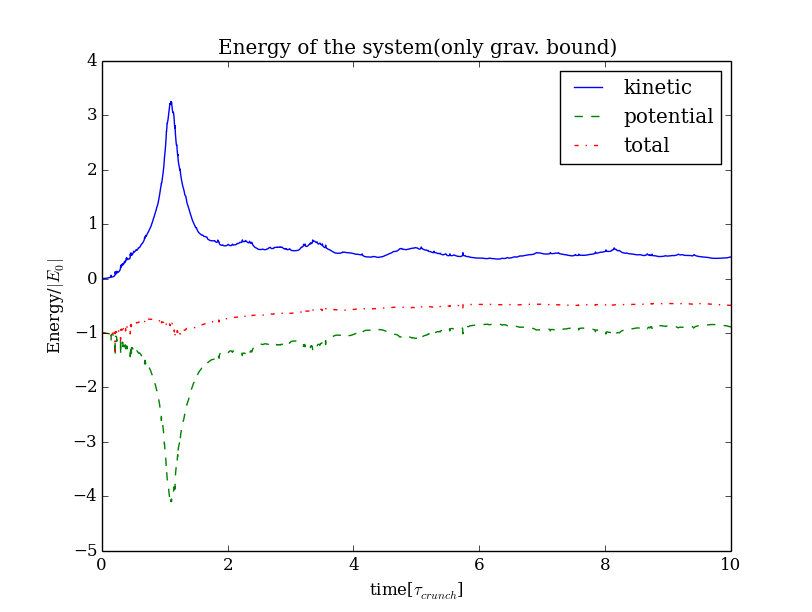 Energy of the system(only grav. bound)
4
3
2
1
0
−1
−2
−3
−4
−5
Energy/|E₀|
kinetic
potential
total
0 2 4 6 8 10
time[τ_crunch]